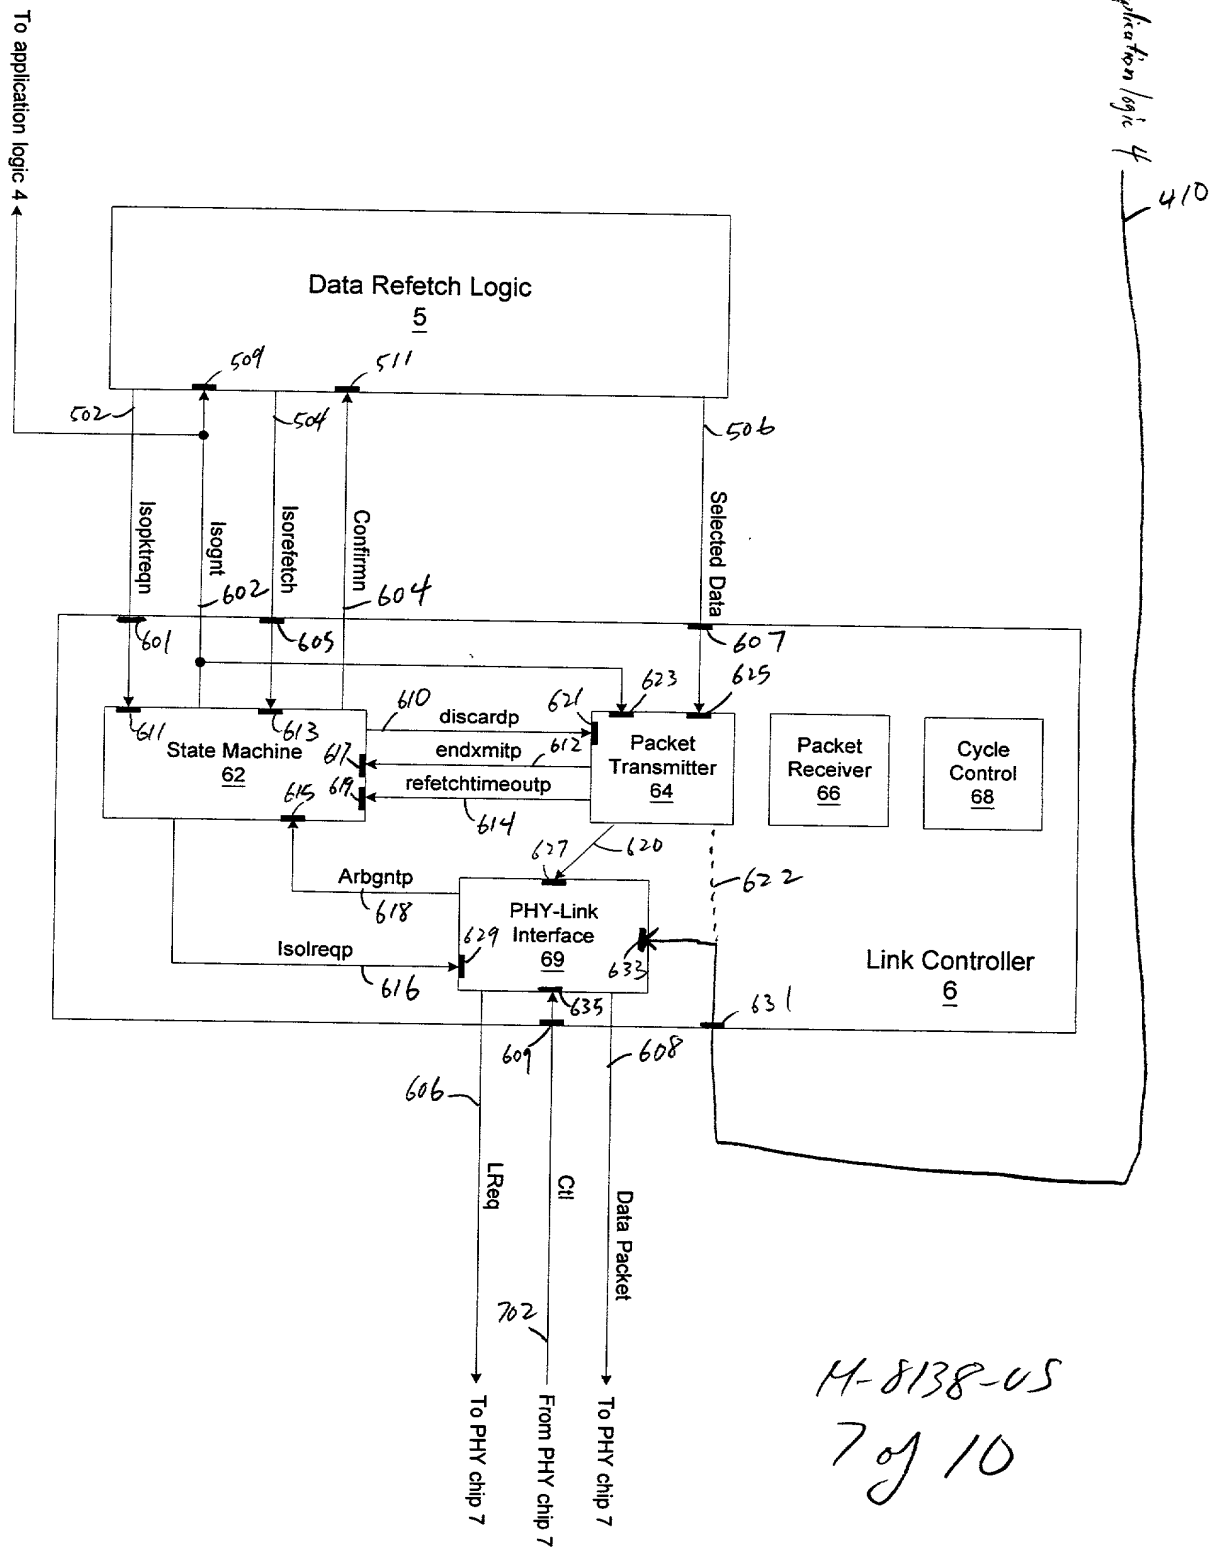 To application logic 4
logic 4
410
Data Refetch Logic
5
509
511
502
504
506
Isopktreqn
Isognt
Isorefetch
Confirmn
Selected Data
602
604
601
605
607
623
625
621
610
discardp
611
613
State Machine
62
617
endxmitp
612
619
refetchtimeoutp
614
615
Packet
Transmitter
64
Packet
Receiver
66
Cycle
Control
68
627
620
622
Arbgntp
618
Isolreqp
616
629
PHY-Link
Interface
69
633
635
Link Controller
6
631
609
608
606
LReq
Ctl
Data Packet
702
To PHY chip 7
From PHY chip 7
To PHY chip 7
M-8138-US
7 of 10